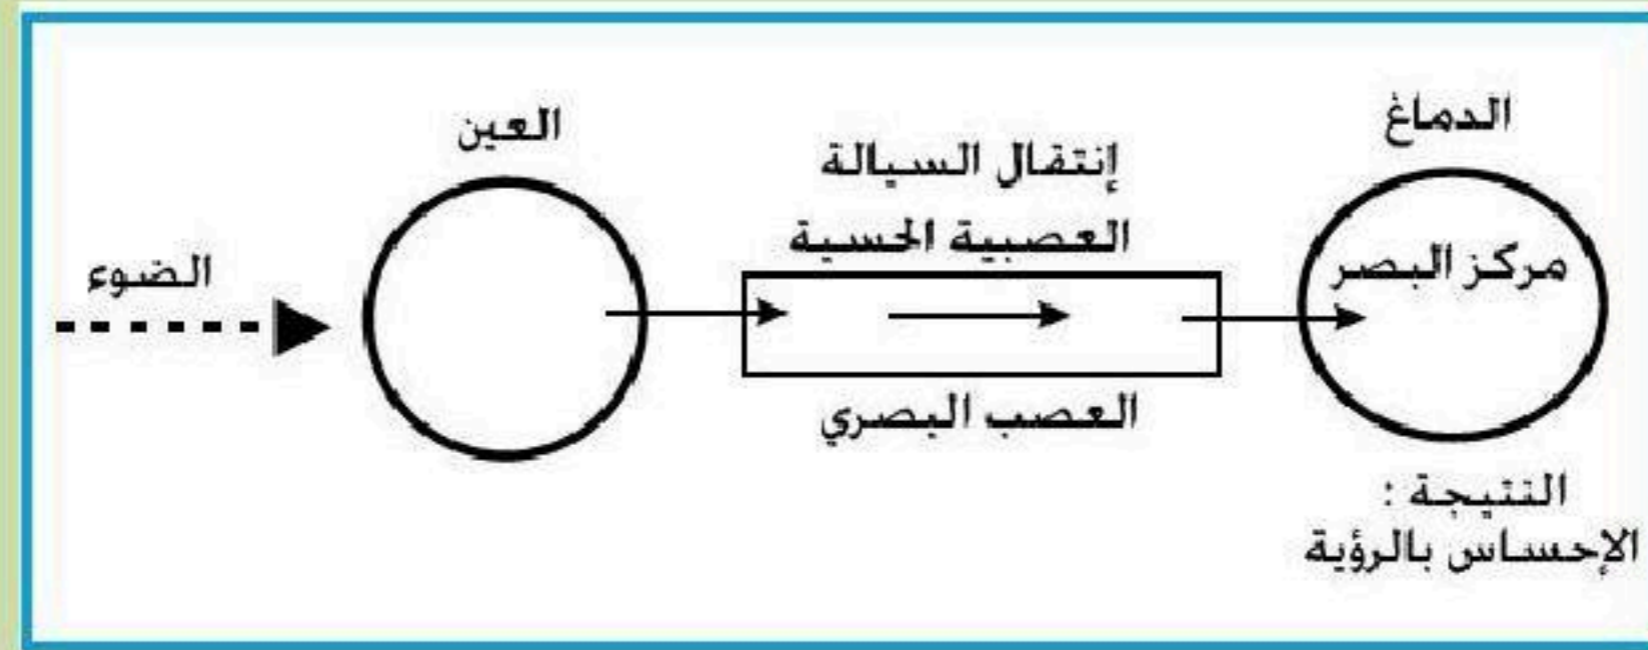 الدماغ
العين
إنتقال السيالة
العصبية الحسية
مركز البصر
الضوء
العصب البصري
النتيجة :
الإحساس بالرؤية